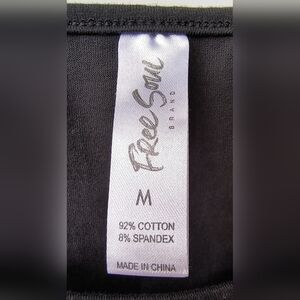 Free Soul
BRAND
M
92% COTTON
8% SPANDEX
MADE IN CHINA